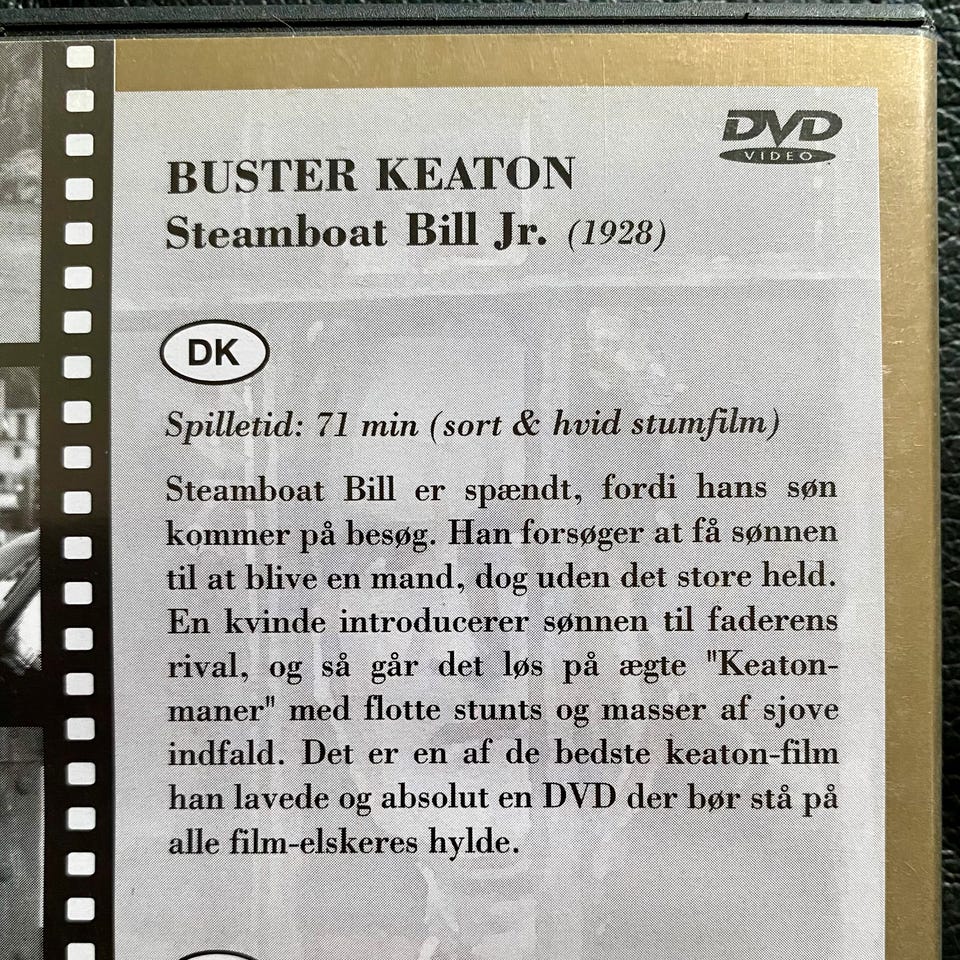 DVD
VIDEO
BUSTER KEATON
Steamboat Bill Jr. (1928)
DK
Spilletid: 71 min (sort & hvid stumfilm)
Steamboat Bill er spændt, fordi hans søn
kommer på besøg. Han forsøger at få sønnen
til at blive en mand, dog uden det store held.
En kvinde introducerer sønnen til faderens
rival, og så går det løs på ægte "Keaton-
maner" med flotte stunts og masser af sjove
indfald. Det er en af de bedste keaton-film
han lavede og absolut en DVD der bør stå på
alle film-elskeres hylde.